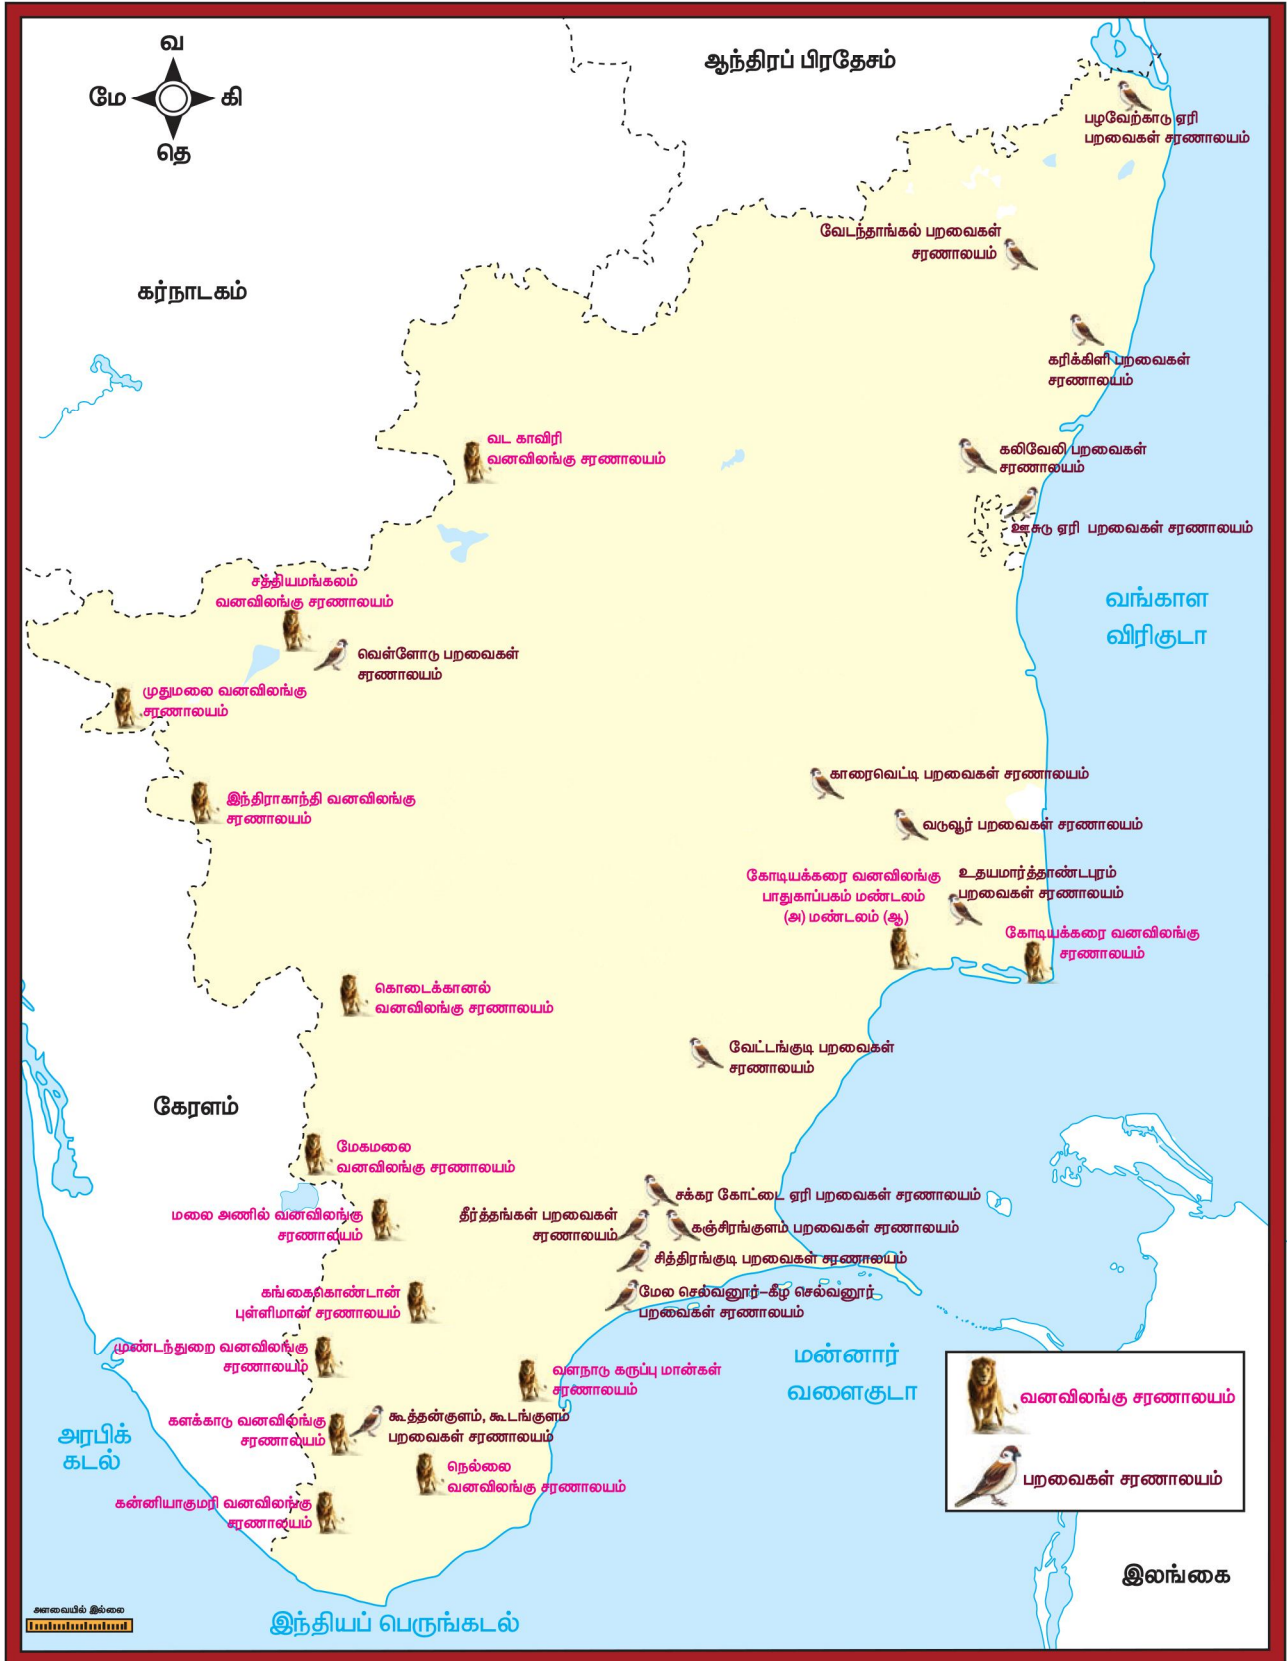 வ
மே
கி
தெ
ஆந்திரப் பிரதேசம்
பழவேற்காடு ஏரி
பறவைகள் சரணாலயம்
வேடந்தாங்கல் பறவைகள்
சரணாலயம்
கர்நாடகம்
கரிக்கிளி பறவைகள்
சரணாலயம்
வட காவிரி
வனவிலங்கு சரணாலயம்
கலிவேலி பறவைகள்
சரணாலயம்
ஊசுடு ஏரி பறவைகள் சரணாலயம்
சத்தியமங்கலம்
வனவிலங்கு சரணாலயம்
வங்காள
விரிகுடா
வெள்ளோடு பறவைகள்
சரணாலயம்
முதுமலை வனவிலங்கு
சரணாலயம்
இந்திராகாந்தி வனவிலங்கு
சரணாலயம்
காரைவெட்டி பறவைகள் சரணாலயம்
வடுவூர் பறவைகள் சரணாலயம்
கோடியக்கரை வனவிலங்கு
பாதுகாப்பகம் மண்டலம்
(அ) மண்டலம் (ஆ)
உதயமார்த்தாண்டபுரம்
பறவைகள் சரணாலயம்
கோடியக்கரை வனவிலங்கு
சரணாலயம்
கொடைக்கானல்
வனவிலங்கு சரணாலயம்
வேட்டங்குடி பறவைகள்
சரணாலயம்
கேரளம்
மேகமலை
வனவிலங்கு சரணாலயம்
மலை அணில் வனவிலங்கு
சரணாலயம்
சக்கர கோட்டை ஏரி பறவைகள் சரணாலயம்
தீர்த்தங்கள் பறவைகள்
சரணாலயம்
கஞ்சிரங்குளம் பறவைகள் சரணாலயம்
சித்திரங்குடி பறவைகள் சரணாலயம்
கங்கைகொண்டான்
புள்ளிமான் சரணாலயம்
மேல செல்வனூர்–கீழ செல்வனூர்
பறவைகள் சரணாலயம்
முண்டந்துறை வனவிலங்கு
சரணாலயம்
வளநாடு கருப்பு மான்கள்
சரணாலயம்
மன்னார்
வளைகுடா
களக்காடு வனவிலங்கு
சரணாலயம்
கூத்தன்குளம், கூடங்குளம்
பறவைகள் சரணாலயம்
அரபிக்
கடல்
நெல்லை
வனவிலங்கு சரணாலயம்
கன்னியாகுமரி வனவிலங்கு
சரணாலயம்
வனவிலங்கு சரணாலயம்
பறவைகள் சரணாலயம்
இலங்கை
அளவையில் இல்லை
இந்தியப் பெருங்கடல்